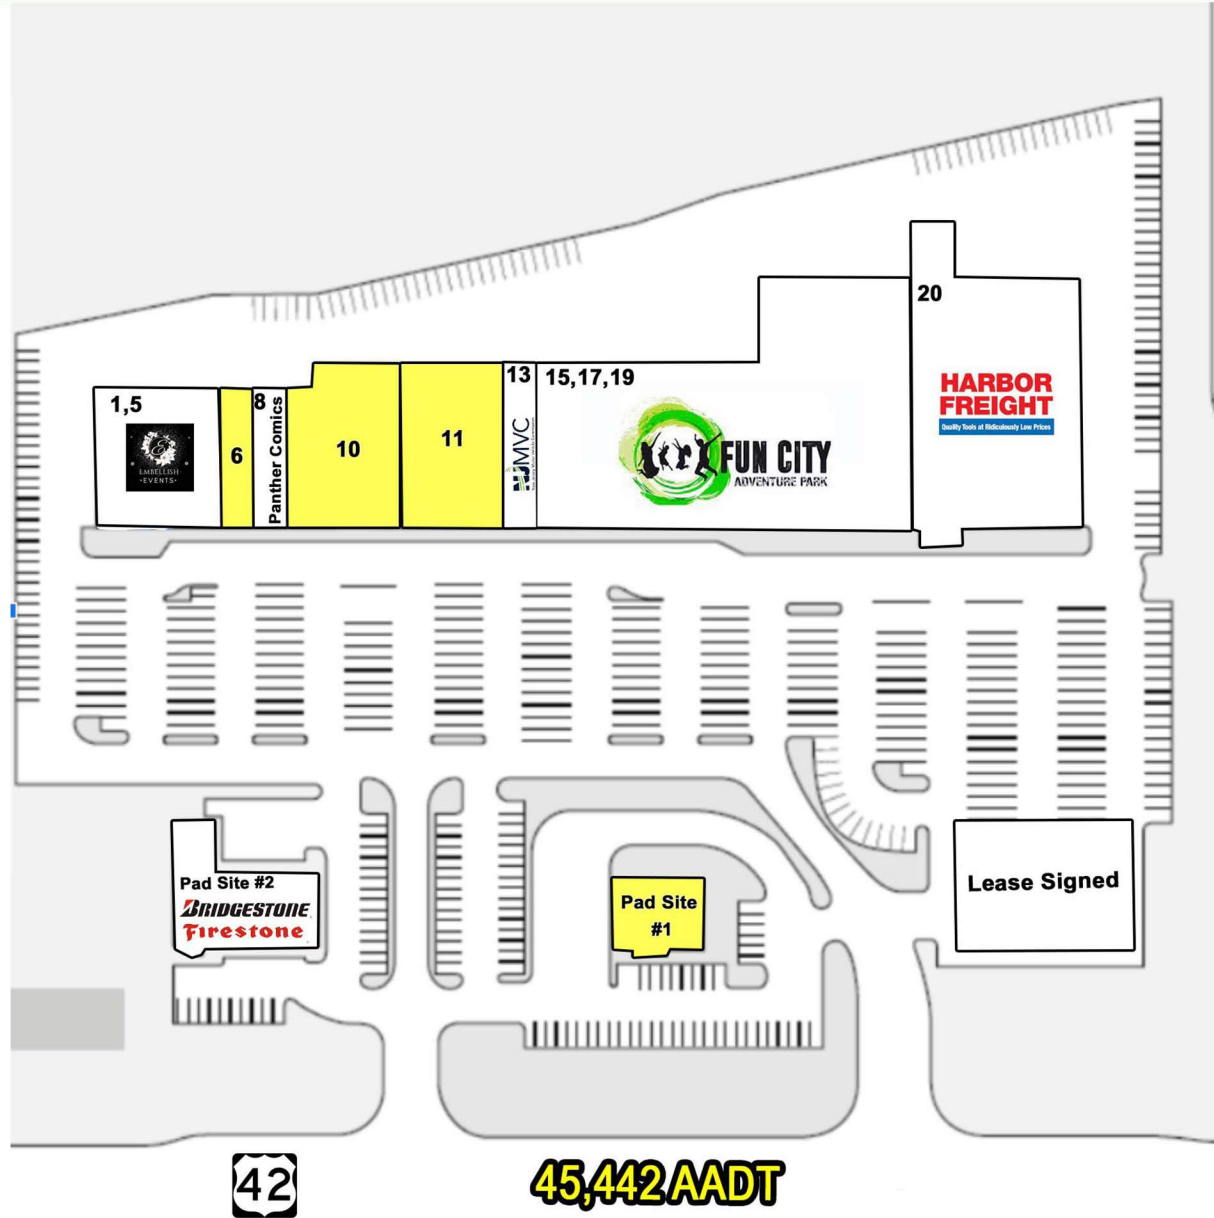 20
HARBOR
FREIGHT
Quality Tools at Ridiculously Low Prices
13
15,17,19
NJMVC
FUN CITY
ADVENTURE PARK
1,5
E
EMBELLISH
·EVENTS·
6
8
Panther Comics
10
11
Pad Site #2
BRIDGESTONE
Firestone
Pad Site
#1
Lease Signed
42
45,442 AADT